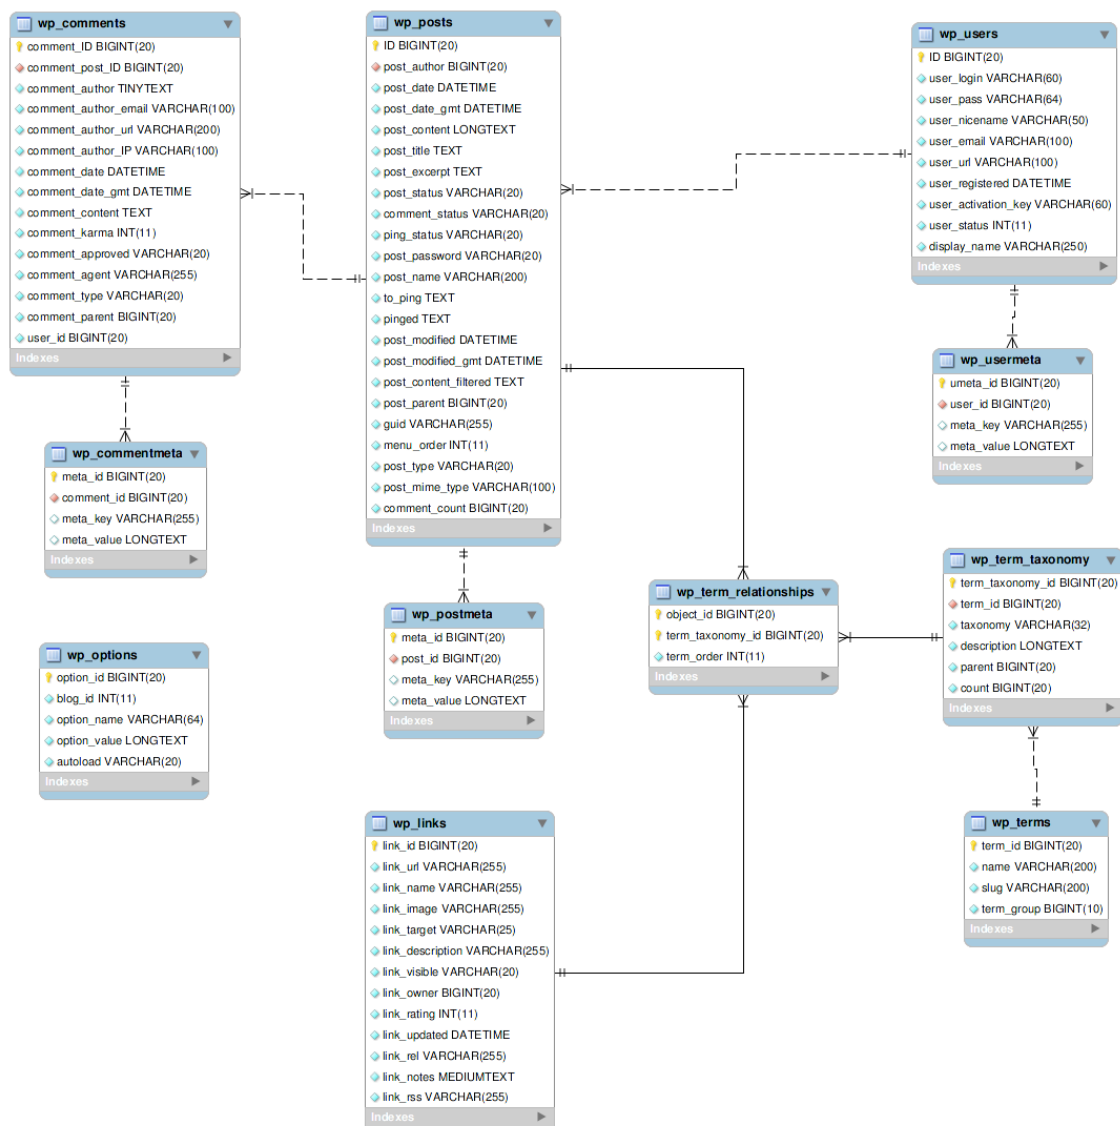 wp_comments
comment_ID BIGINT(20)
comment_post_ID BIGINT(20)
comment_author TINYTEXT
comment_author_email VARCHAR(100)
comment_author_url VARCHAR(200)
comment_author_IP VARCHAR(100)
comment_date DATETIME
comment_date_gmt DATETIME
comment_content TEXT
comment_karma INT(11)
comment_approved VARCHAR(20)
comment_agent VARCHAR(255)
comment_type VARCHAR(20)
comment_parent BIGINT(20)
user_id BIGINT(20)
Indexes
wp_posts
ID BIGINT(20)
post_author BIGINT(20)
post_date DATETIME
post_date_gmt DATETIME
post_content LONGTEXT
post_title TEXT
post_excerpt TEXT
post_status VARCHAR(20)
comment_status VARCHAR(20)
ping_status VARCHAR(20)
post_password VARCHAR(20)
post_name VARCHAR(200)
to_ping TEXT
pinged TEXT
post_modified DATETIME
post_modified_gmt DATETIME
post_content_filtered TEXT
post_parent BIGINT(20)
guid VARCHAR(255)
menu_order INT(11)
post_type VARCHAR(20)
post_mime_type VARCHAR(100)
comment_count BIGINT(20)
Indexes
wp_users
ID BIGINT(20)
user_login VARCHAR(60)
user_pass VARCHAR(64)
user_nicename VARCHAR(50)
user_email VARCHAR(100)
user_url VARCHAR(100)
user_registered DATETIME
user_activation_key VARCHAR(60)
user_status INT(11)
display_name VARCHAR(250)
Indexes
wp_usermeta
umeta_id BIGINT(20)
user_id BIGINT(20)
meta_key VARCHAR(255)
meta_value LONGTEXT
Indexes
wp_commentmeta
meta_id BIGINT(20)
comment_id BIGINT(20)
meta_key VARCHAR(255)
meta_value LONGTEXT
Indexes
wp_postmeta
meta_id BIGINT(20)
post_id BIGINT(20)
meta_key VARCHAR(255)
meta_value LONGTEXT
Indexes
wp_term_relationships
object_id BIGINT(20)
term_taxonomy_id BIGINT(20)
term_order INT(11)
Indexes
wp_term_taxonomy
term_taxonomy_id BIGINT(20)
term_id BIGINT(20)
taxonomy VARCHAR(32)
description LONGTEXT
parent BIGINT(20)
count BIGINT(20)
Indexes
wp_options
option_id BIGINT(20)
blog_id INT(11)
option_name VARCHAR(64)
option_value LONGTEXT
autoload VARCHAR(20)
Indexes
wp_links
link_id BIGINT(20)
link_url VARCHAR(255)
link_name VARCHAR(255)
link_image VARCHAR(255)
link_target VARCHAR(25)
link_description VARCHAR(255)
link_visible VARCHAR(20)
link_owner BIGINT(20)
link_rating INT(11)
link_updated DATETIME
link_rel VARCHAR(255)
link_notes MEDIUMTEXT
link_rss VARCHAR(255)
Indexes
wp_terms
term_id BIGINT(20)
name VARCHAR(200)
slug VARCHAR(200)
term_group BIGINT(10)
Indexes